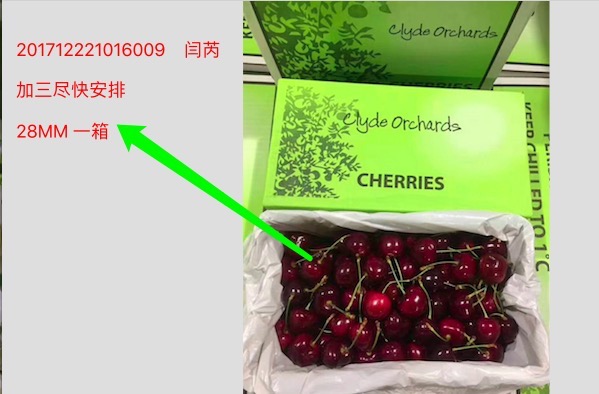 201712221016009 闫芮
加三尽快安排
28MM 一箱
Clyde Orchards
CHERRIES
Clyde Orchards
CHERRIES
KEEP CHILLED TO 1°C